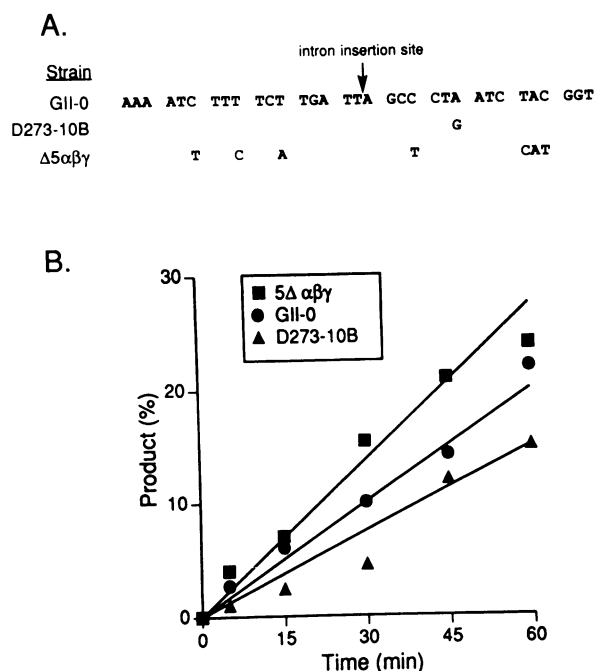 A.
intron insertion site
Strain
GII-0 AAA ATC TTT TCT TGA TTA GCC CTA ATC TAC GGT
D273-10B G
Δ5αβγ T C A T CAT
B.
30
20
10
0
Product (%)
5Δ αβγ
GII-0
D273-10B
0 15 30 45 60
Time (min)